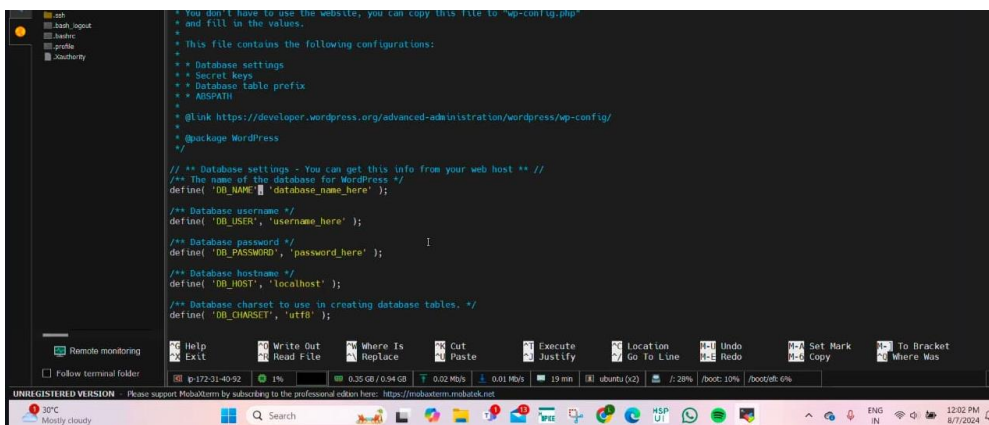 .ssh
.bash_logout
.bashrc
.profile
.Xauthority
* You don't have to use the website, you can copy this file to "wp-config.php"
* and fill in the values.
*
* This file contains the following configurations:
*
* * Database settings
* * Secret keys
* * Database table prefix
* * ABSPATH
*
* @link https://developer.wordpress.org/advanced-administration/wordpress/wp-config/
*
* @package WordPress
*/
// ** Database settings - You can get this info from your web host ** //
/** The name of the database for WordPress */
define( 'DB_NAME', 'database_name_here' );
/** Database username */
define( 'DB_USER', 'username_here' );
/** Database password */
define( 'DB_PASSWORD', 'password_here' );
/** Database hostname */
define( 'DB_HOST', 'localhost' );
/** Database charset to use in creating database tables. */
define( 'DB_CHARSET', 'utf8' );
^G Help ^O Write Out ^W Where Is ^K Cut ^T Execute ^C Location M-U Undo M-A Set Mark M-] To Bracket
^X Exit ^R Read File ^\ Replace ^U Paste ^J Justify ^/ Go To Line M-E Redo M-6 Copy ^Q Where Was
Remote monitoring
Follow terminal folder
ip-172-31-40-92 1% 0.35 GB / 0.94 GB 0.02 Mb/s 0.01 Mb/s 19 min ubuntu (x2) /: 28% /boot: 10% /boot/efi: 6%
UNREGISTERED VERSION - Please support MobaXterm by subscribing to the professional edition here: https://mobaxterm.mobatek.net
30°C
Mostly cloudy
Search
ENG
IN
12:02 PM
8/7/2024